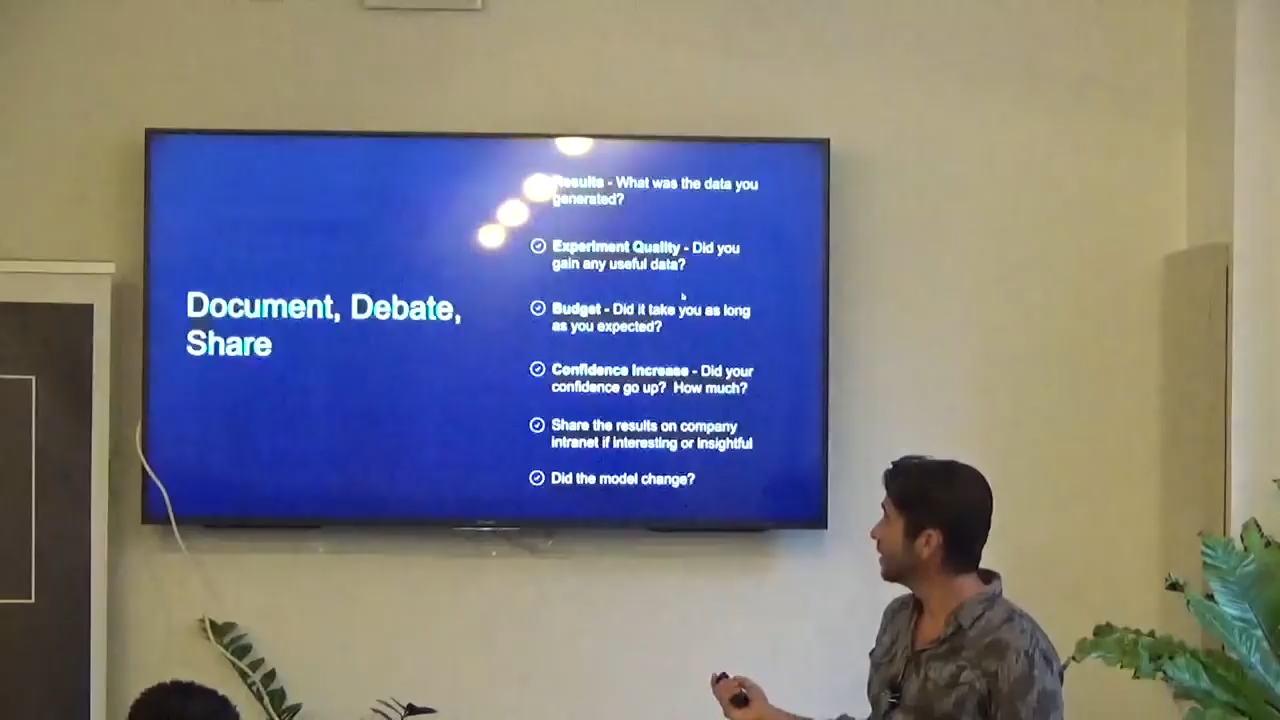 Document, Debate,
Share
Results - What was the data you
generated?
Experiment Quality - Did you
gain any useful data?
Budget - Did it take you as long
as you expected?
Confidence Increase - Did your
confidence go up? How much?
Share the results on company
intranet if interesting or insightful
Did the model change?